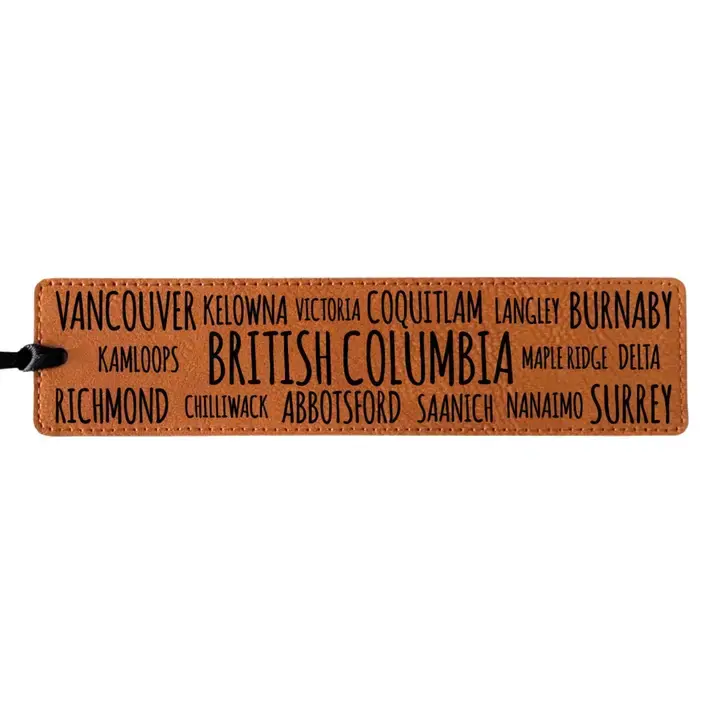 VANCOUVER KELOWNA VICTORIA COQUITLAM LANGLEY BURNABY
KAMLOOPS BRITISH COLUMBIA MAPLE RIDGE DELTA
RICHMOND CHILLIWACK ABBOTSFORD SAANICH NANAIMO SURREY